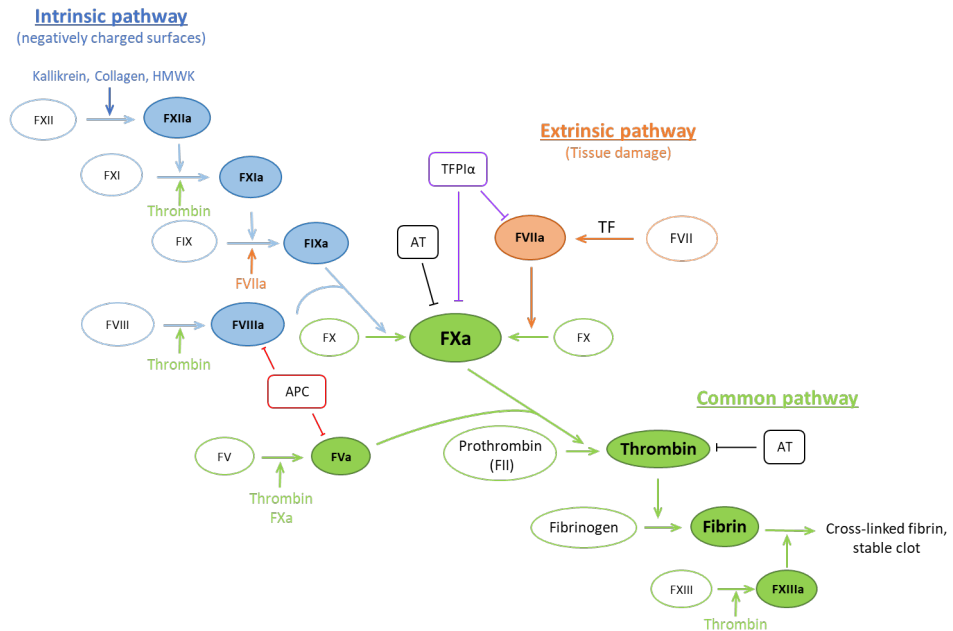 Intrinsic pathway
(negatively charged surfaces)
Kallikrein, Collagen, HMWK
FXII
FXIIa
Extrinsic pathway
(Tissue damage)
TFPIα
FXI
FXIa
Thrombin
FIX
FIXa
AT
FVIIa
TF
FVII
FVIIa
FVIII
FVIIIa
FX
FXa
FX
Thrombin
APC
Common pathway
FV
FVa
Prothrombin
(FII)
Thrombin
AT
Thrombin
FXa
Fibrinogen
Fibrin
Cross-linked fibrin,
stable clot
FXIII
FXIIIa
Thrombin